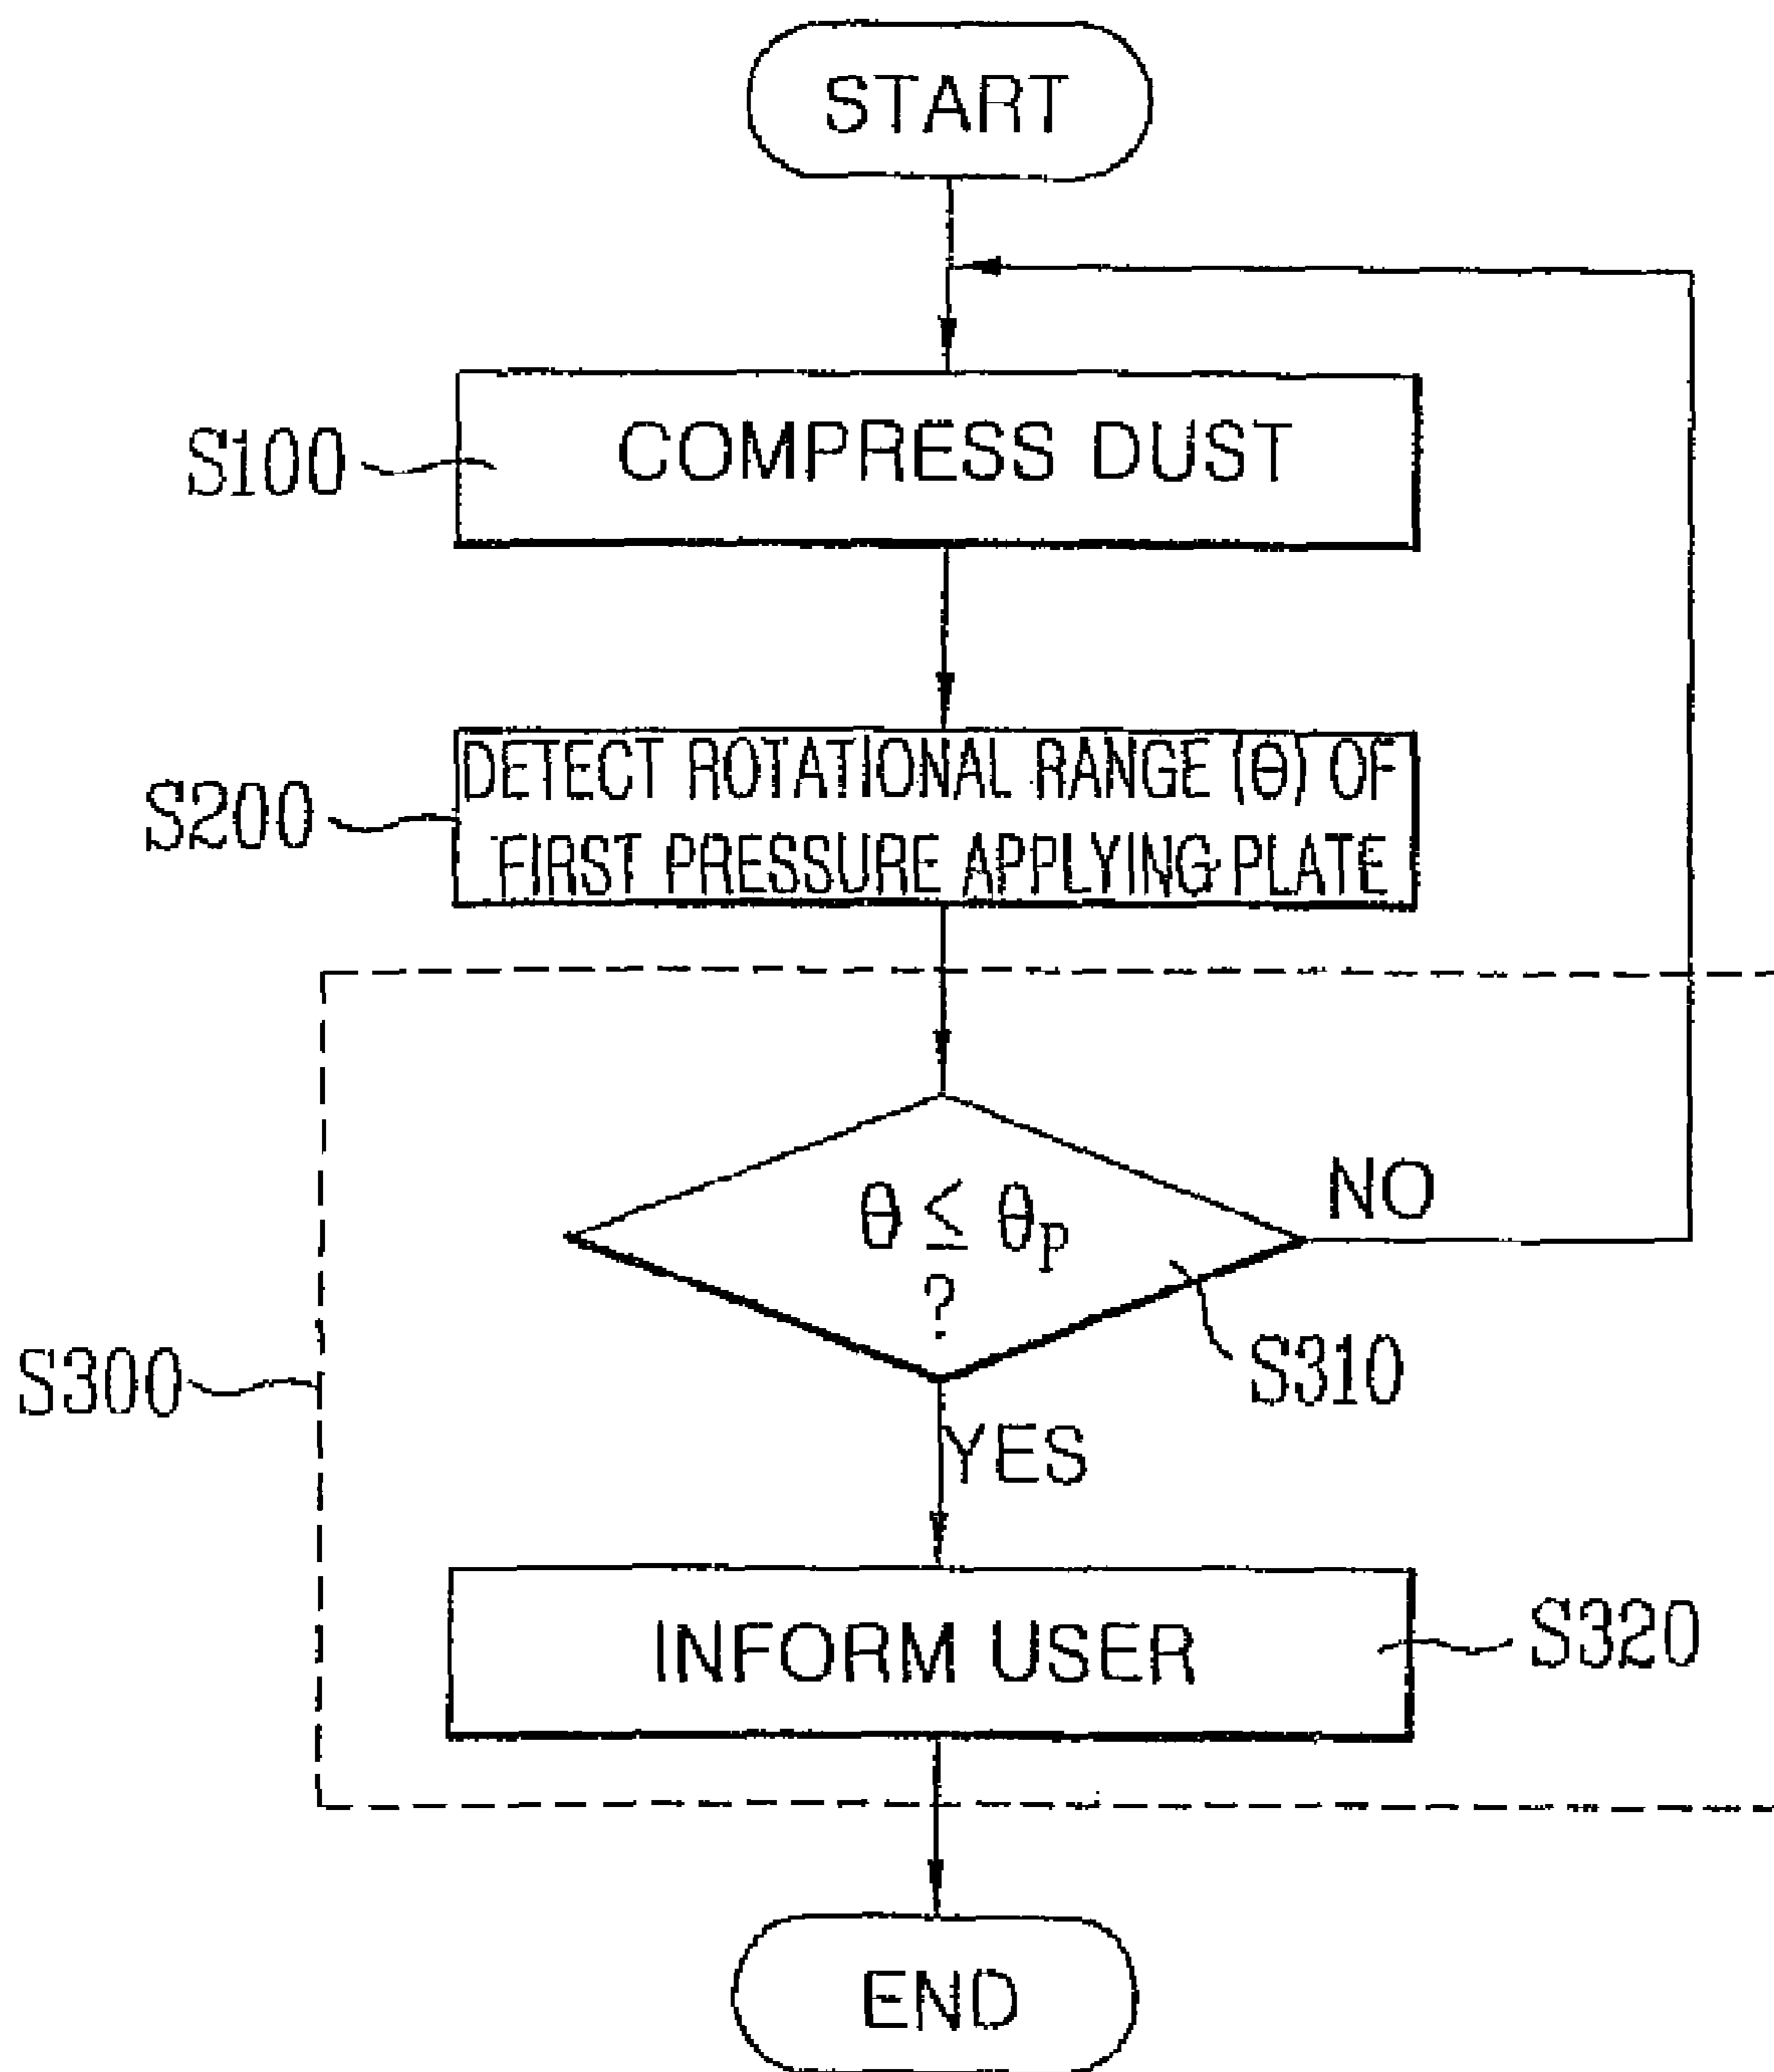 START
COMPRESS DUST
S100
DETECT ROTATIONAL RANGE (θ) OF
FIRST PRESSURE APPLYING PLATE
S200
θ ≤ θp
?
NO
S310
S300
YES
INFORM USER
S320
END